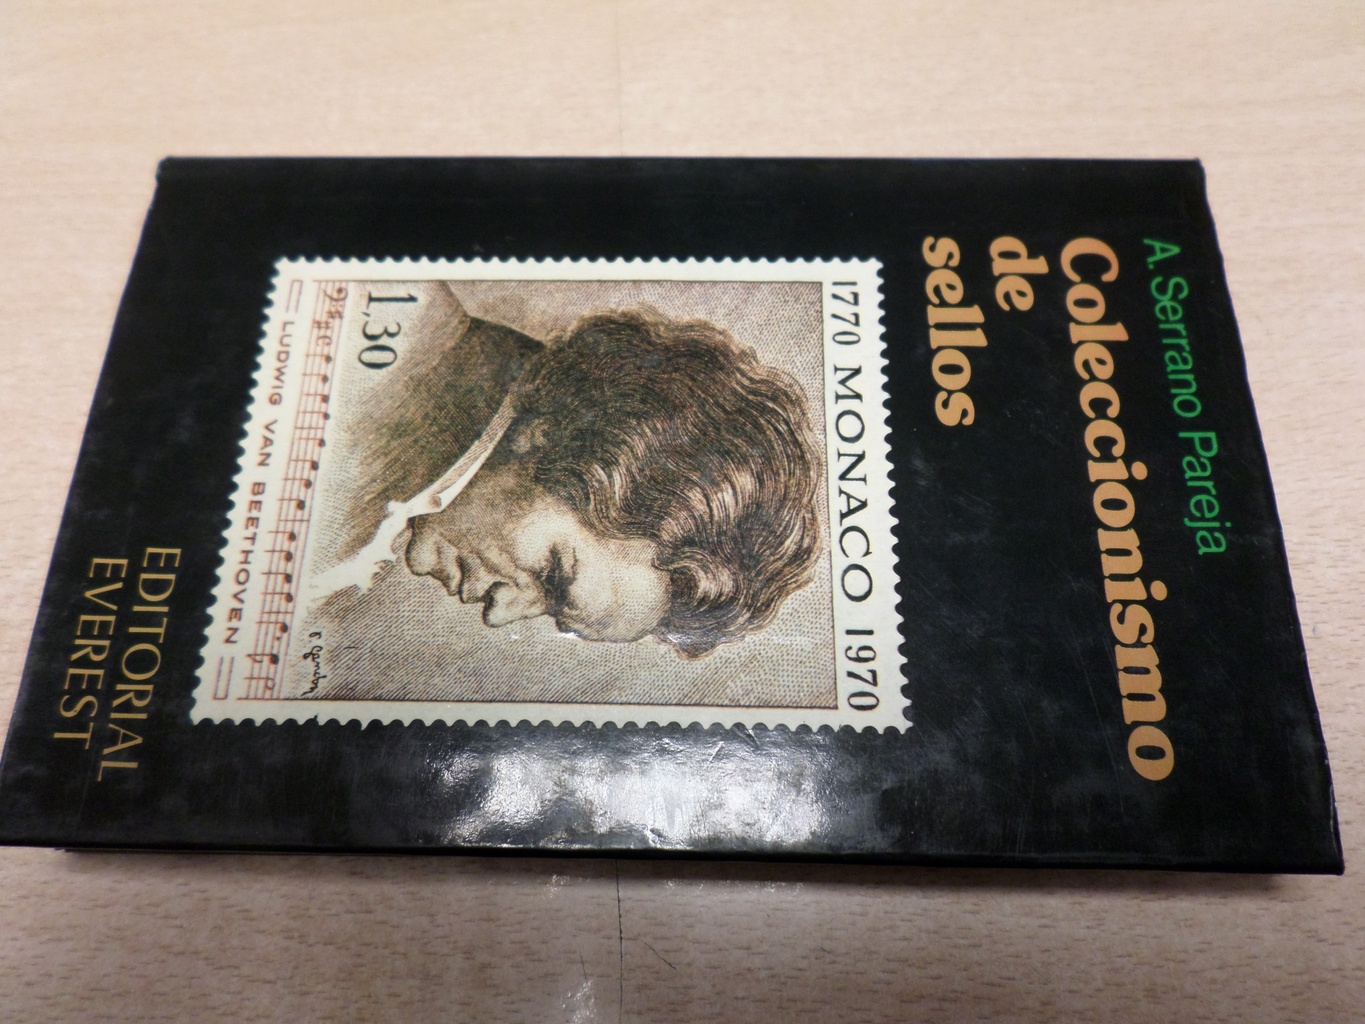 A. Serrano Pareja
Coleccionismo
de
sellos
1770 MONACO 1970
1,30
LUDWIG VAN BEETHOVEN
EDITORIAL
EVEREST